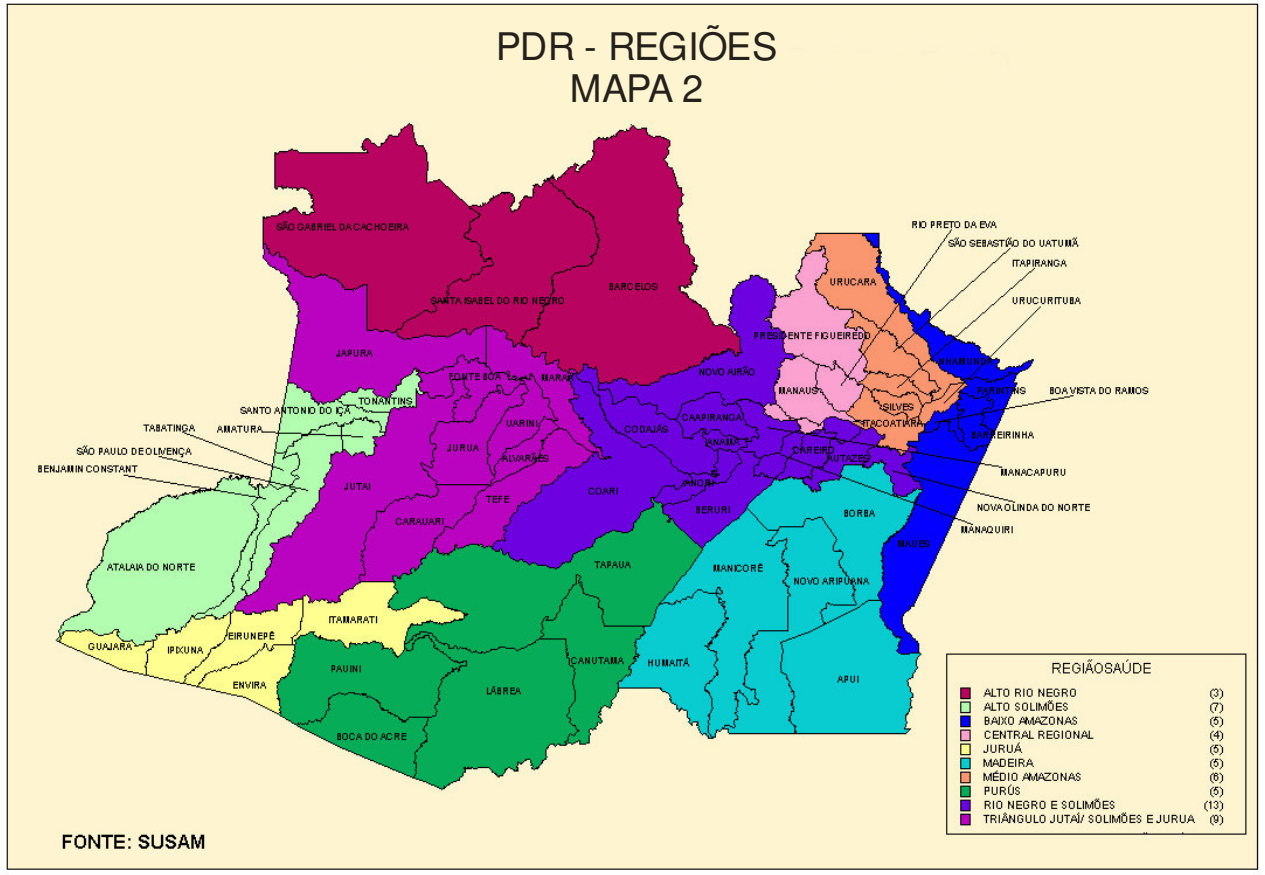 PDR - REGIÕES
MAPA 2
RIO PRETO DA EVA
SÃO GABRIEL DA CACHOEIRA
SÃO SEBASTIÃO DO UATUMÃ
ITAPIRANGA
URUCARA
BARCELOS
SANTA ISABEL DO RIO NEGRO
URUCURITUBA
PRESIDENTE FIGUEIREDO
JAPURA
NHAMUNDA
NOVO AIRÃO
FONTE BOA
MARAA
MANAUS
PARINTINS
BOA VISTA DO RAMOS
TONANTINS
SANTO ANTONIO DO IÇÁ
SILVES
CAAPIRANGA
UARINI
ITACOATIARA
TABATINGA
AMATURA
CODAJÁS
BARREIRINHA
ANAMÃ
JURUA
CAREIRO
SÃO PAULO DE OLIVENÇA
ALVARÃES
AUTAZES
BENJAMIN CONSTANT
MANACAPURU
JUTAI
ANORI
COARI
TEFE
NOVA OLINDA DO NORTE
BERURI
BORBA
CARAUARI
MANAQUIRI
MAUES
TAPAUA
ATALAIA DO NORTE
MANICORÉ
NOVO ARIPUANA
ITAMARATI
EIRUNEPÊ
GUAJARA
IPIXUNA
CANUTAMA
HUMAITÁ
PAUINI
REGIÃOSAÚDE
APUI
ENVIRA
LÁBREA
ALTO RIO NEGRO (3)
ALTO SOLIMÕES (7)
BAIXO AMAZONAS (5)
CENTRAL REGIONAL (4)
BOCA DO ACRE
JURUÁ (5)
MADEIRA (5)
MÉDIO AMAZONAS (6)
PURÚS (5)
RIO NEGRO E SOLIMÕES (13)
TRIÂNGULO JUTAÍ/ SOLIMÕES E JURUA (9)
FONTE: SUSAM